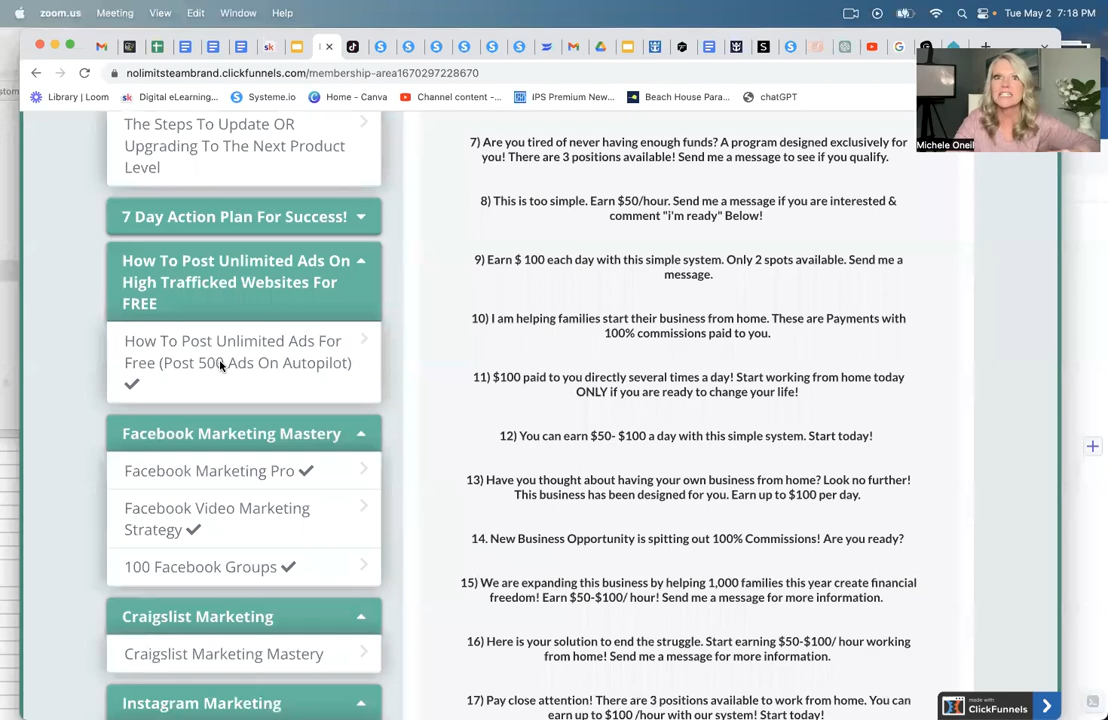 zoom.us Meeting View Edit Window Help
Tue May 2 7:18 PM
nolimitsteambrand.clickfunnels.com/membership-area1670297228670
Library | Loom
Digital eLearning...
Systeme.io
Home - Canva
Channel content -...
IPS Premium New...
Beach House Para...
chatGPT
Michele Oneil
The Steps To Update OR
Upgrading To The Next Product
Level
7 Day Action Plan For Success!
How To Post Unlimited Ads On
High Trafficked Websites For
FREE
How To Post Unlimited Ads For
Free (Post 500 Ads On Autopilot)
Facebook Marketing Mastery
Facebook Marketing Pro
Facebook Video Marketing
Strategy
100 Facebook Groups
Craigslist Marketing
Craigslist Marketing Mastery
Instagram Marketing
7) Are you tired of never having enough funds? A program designed exclusively for
you! There are 3 positions available! Send me a message to see if you qualify.
8) This is too simple. Earn $50/hour. Send me a message if you are interested &
comment "i'm ready" Below!
9) Earn $ 100 each day with this simple system. Only 2 spots available. Send me a
message.
10) I am helping families start their business from home. These are Payments with
100% commissions paid to you.
11) $100 paid to you directly several times a day! Start working from home today
ONLY if you are ready to change your life!
12) You can earn $50- $100 a day with this simple system. Start today!
13) Have you thought about having your own business from home? Look no further!
This business has been designed for you. Earn up to $100 per day.
14. New Business Opportunity is spitting out 100% Commissions! Are you ready?
15) We are expanding this business by helping 1,000 families this year create financial
freedom! Earn $50-$100/ hour! Send me a message for more information.
16) Here is your solution to end the struggle. Start earning $50-$100/ hour working
from home! Send me a message for more information.
17) Pay close attention! There are 3 positions available to work from home. You can
earn up to $100 /hour with our system! Start today!
made with
ClickFunnels